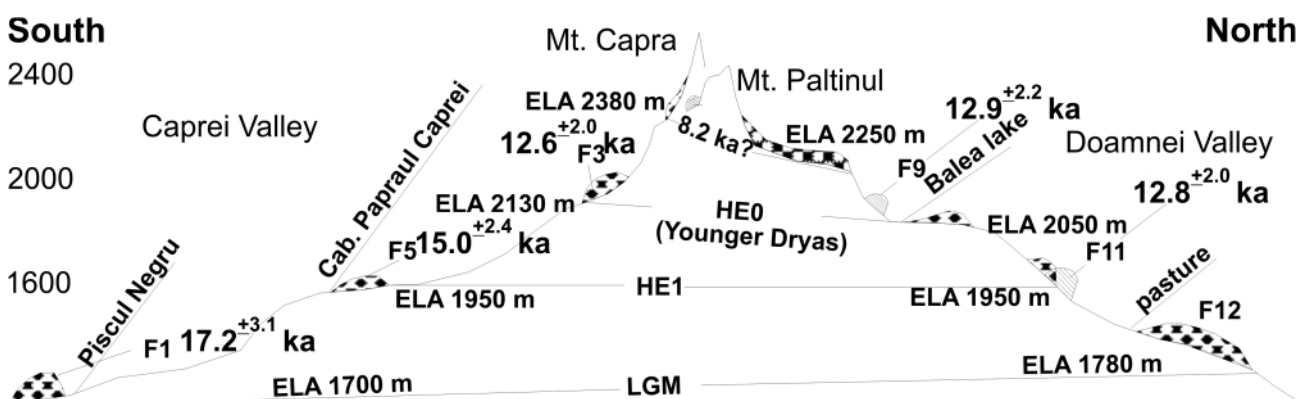 South
North
Mt. Capra
2400
Mt. Paltinul
ELA 2380 m
12.9±2.2 ka
Caprei Valley
Cab. Papraul Caprei
12.6±2.0 ka
F3
8.2 ka?
ELA 2250 m
Balea lake
Doamnei Valley
2000
F9
12.8±2.0 ka
ELA 2130 m
HE0
(Younger Dryas)
ELA 2050 m
Piscul Negru
F5 15.0±2.4 ka
F11
pasture
1600
ELA 1950 m
HE1
ELA 1950 m
F12
F1 17.2±3.1 ka
ELA 1700 m
LGM
ELA 1780 m